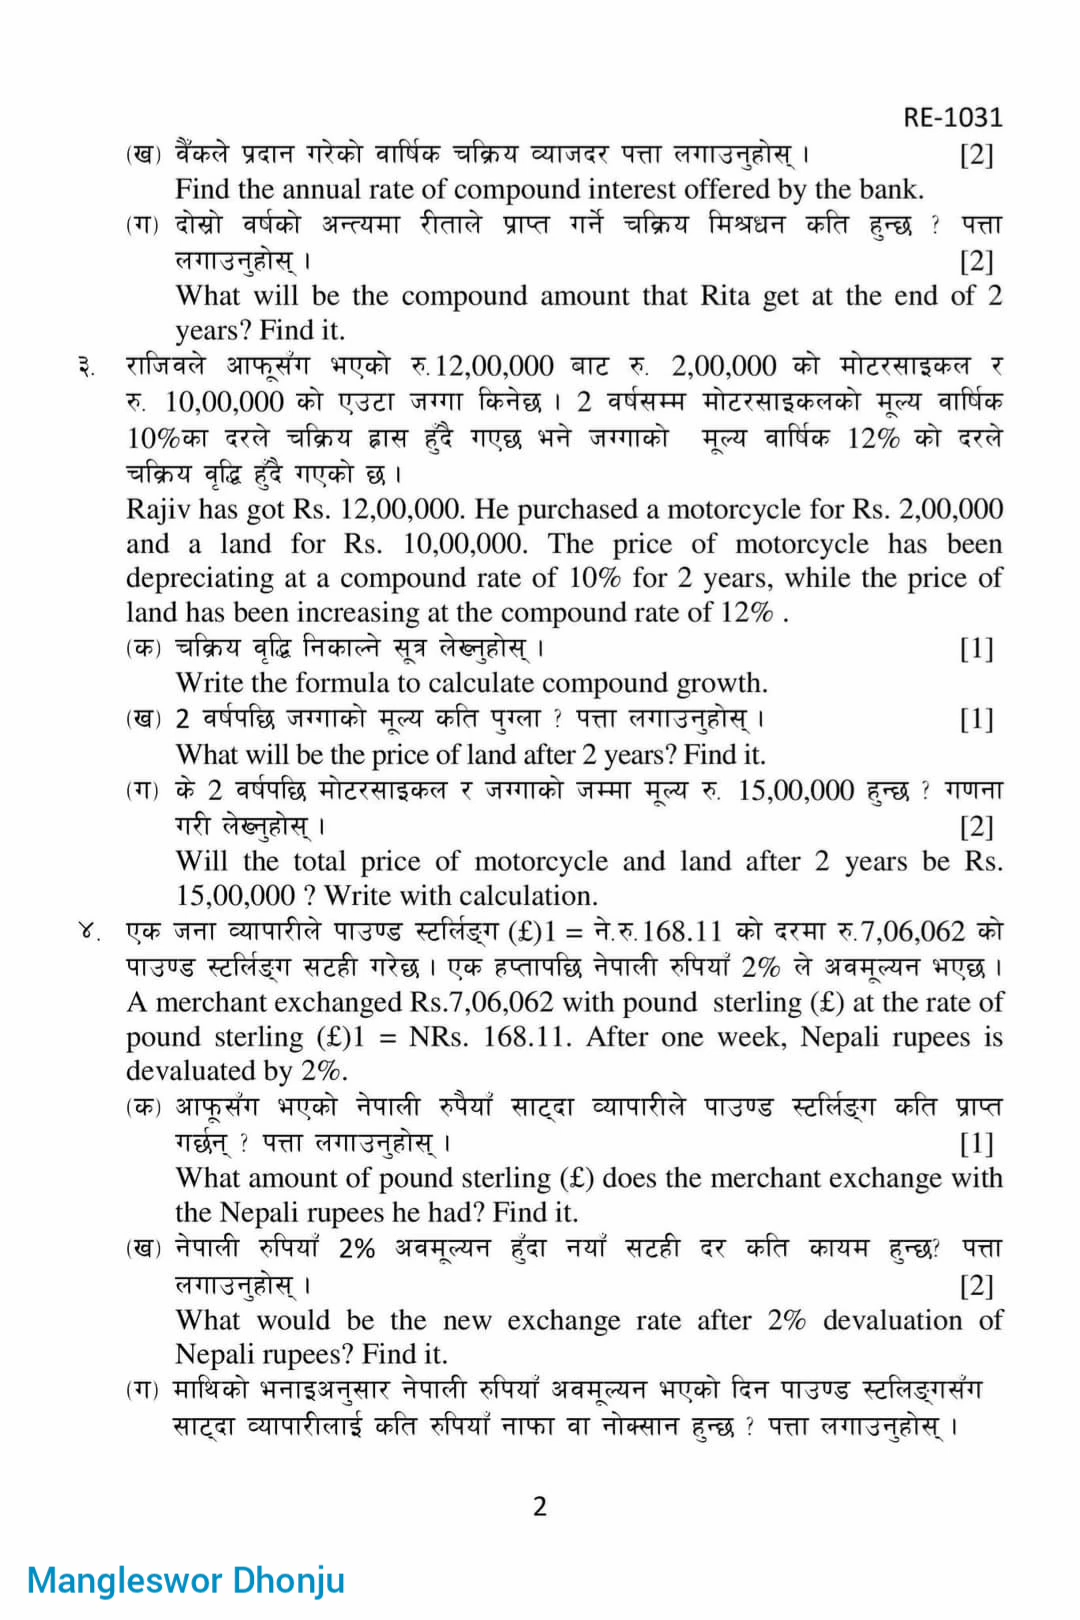 RE-1031
(ख) वैंकले प्रदान गरेको वार्षिक चक्रिय व्याजदर पत्ता लगाउनुहोस् । [2]
Find the annual rate of compound interest offered by the bank.
(ग) दोस्रो वर्षको अन्त्यमा रीताले प्राप्त गर्ने चक्रिय मिश्रधन कति हुन्छ ? पत्ता
लगाउनुहोस् । [2]
What will be the compound amount that Rita get at the end of 2
years? Find it.
३. राजिवले आफूसँग भएको रु.12,00,000 बाट रु. 2,00,000 को मोटरसाइकल र
रु. 10,00,000 को एउटा जग्गा किनेछ । 2 वर्षसम्म मोटरसाइकलको मूल्य वार्षिक
10%का दरले चक्रिय ह्रास हुँदै गएछ भने जग्गाको मूल्य वार्षिक 12% को दरले
चक्रिय वृद्धि हुँदै गएको छ ।
Rajiv has got Rs. 12,00,000. He purchased a motorcycle for Rs. 2,00,000
and a land for Rs. 10,00,000. The price of motorcycle has been
depreciating at a compound rate of 10% for 2 years, while the price of
land has been increasing at the compound rate of 12% .
(क) चक्रिय वृद्धि निकाल्ने सूत्र लेख्नुहोस् । [1]
Write the formula to calculate compound growth.
(ख) 2 वर्षपछि जग्गाको मूल्य कति पुग्ला ? पत्ता लगाउनुहोस् । [1]
What will be the price of land after 2 years? Find it.
(ग) के 2 वर्षपछि मोटरसाइकल र जग्गाको जम्मा मूल्य रु. 15,00,000 हुन्छ ? गणना
गरी लेख्नुहोस् । [2]
Will the total price of motorcycle and land after 2 years be Rs.
15,00,000 ? Write with calculation.
४. एक जना व्यापारीले पाउण्ड स्टर्लिङ्ग (£)1 = ने.रु.168.11 को दरमा रु.7,06,062 को
पाउण्ड स्टर्लिङ्ग सटही गरेछ । एक हप्तापछि नेपाली रुपियाँ 2% ले अवमूल्यन भएछ ।
A merchant exchanged Rs.7,06,062 with pound sterling (£) at the rate of
pound sterling (£)1 = NRs. 168.11. After one week, Nepali rupees is
devaluated by 2%.
(क) आफूसँग भएको नेपाली रुपैयाँ साट्दा व्यापारीले पाउण्ड स्टर्लिङ्ग कति प्राप्त
गर्छन् ? पत्ता लगाउनुहोस् । [1]
What amount of pound sterling (£) does the merchant exchange with
the Nepali rupees he had? Find it.
(ख) नेपाली रुपियाँ 2% अवमूल्यन हुँदा नयाँ सटही दर कति कायम हुन्छ? पत्ता
लगाउनुहोस् । [2]
What would be the new exchange rate after 2% devaluation of
Nepali rupees? Find it.
(ग) माथिको भनाइअनुसार नेपाली रुपियाँ अवमूल्यन भएको दिन पाउण्ड स्टलिङ्गसँग
साट्दा व्यापारीलाई कति रुपियाँ नाफा वा नोक्सान हुन्छ ? पत्ता लगाउनुहोस् ।
2
Mangleswor Dhonju